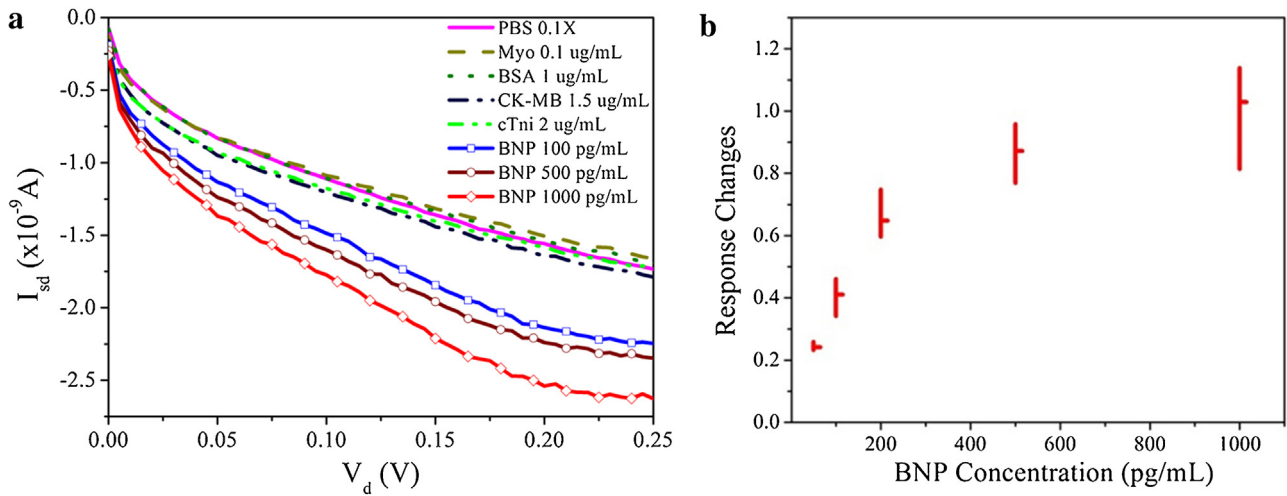 a
0.0
-0.5
-1.0
-1.5
-2.0
-2.5
I_sd (x10^-9 A)
0.00 0.05 0.10 0.15 0.20 0.25
V_d (V)
PBS 0.1X
Myo 0.1 ug/mL
BSA 1 ug/mL
CK-MB 1.5 ug/mL
cTni 2 ug/mL
BNP 100 pg/mL
BNP 500 pg/mL
BNP 1000 pg/mL
b
1.2
1.0
0.8
0.6
0.4
0.2
0.0
Response Changes
200 400 600 800 1000
BNP Concentration (pg/mL)